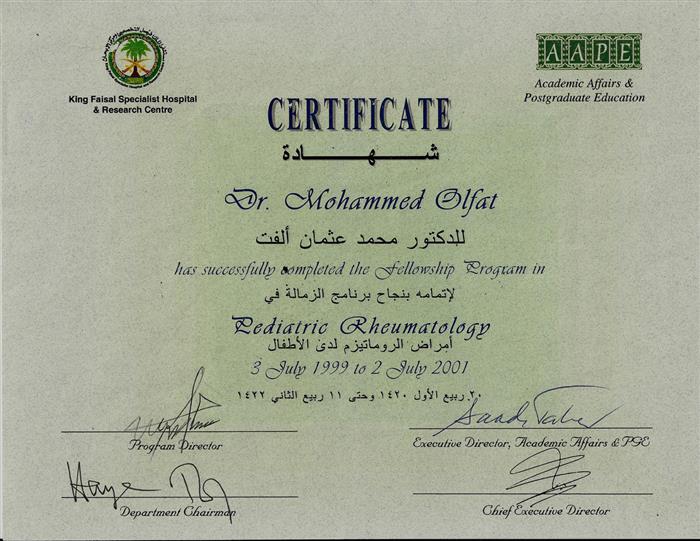 King Faisal Specialist Hospital
& Research Centre
AAPE
Academic Affairs &
Postgraduate Education
CERTIFICATE
شهـــادة
Dr. Mohammed Olfat
للدكتور محمد عثمان ألفت
has successfully completed the Fellowship Program in
لإتمامه بنجاح برنامج الزمالة في
Pediatric Rheumatology
أمراض الروماتيزم لدى الأطفال
3 July 1999 to 2 July 2001
٢٠ ربيع الأول ١٤٢٠ وحتى ١١ ربيع الثاني ١٤٢٢
Program Director
Executive Director, Academic Affairs & PGE
Department Chairman
Chief Executive Director